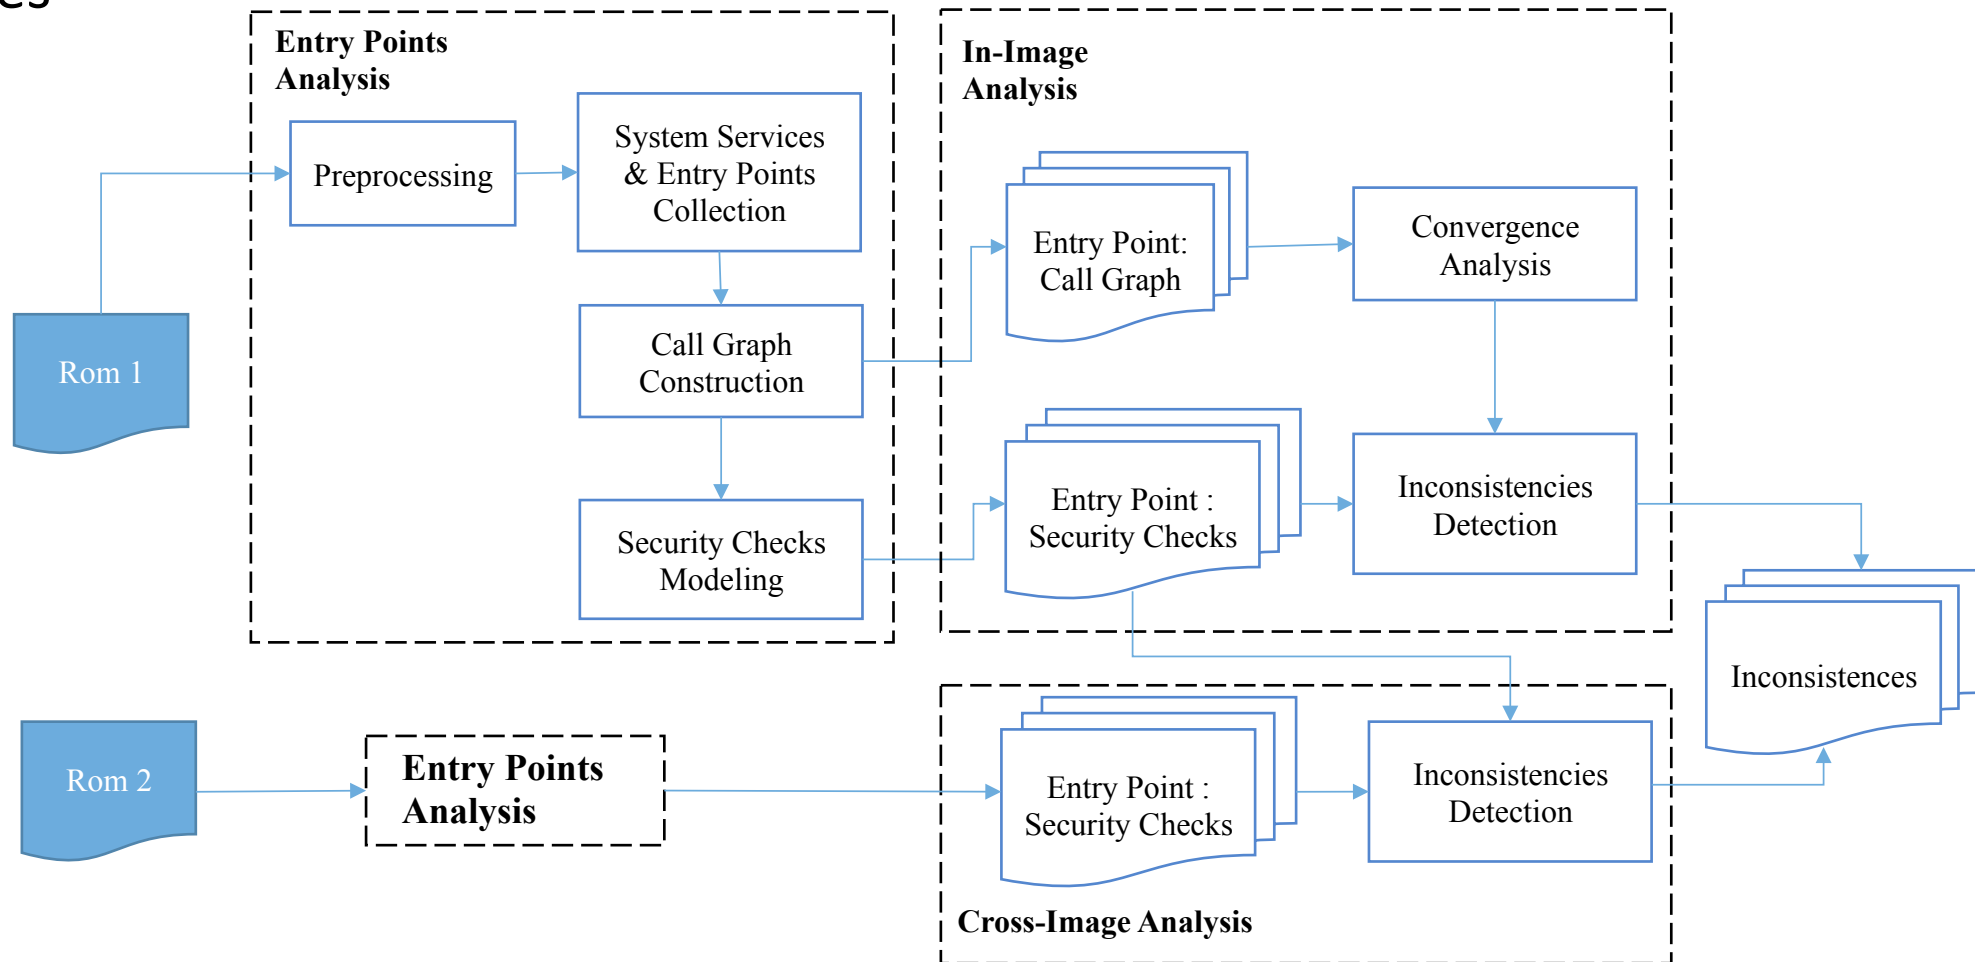 Entry Points
Analysis
Preprocessing
System Services
& Entry Points
Collection
Call Graph
Construction
Security Checks
Modeling
Rom 1
In-Image
Analysis
Entry Point:
Call Graph
Convergence
Analysis
Entry Point :
Security Checks
Inconsistencies
Detection
Inconsistences
Rom 2
Entry Points
Analysis
Entry Point :
Security Checks
Inconsistencies
Detection
Cross-Image Analysis